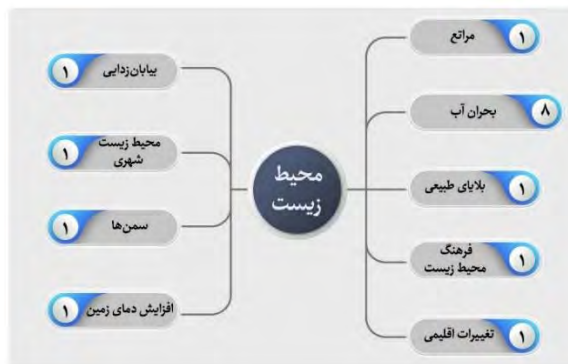 مراتع ۱
بحران آب ۸
بلایای طبیعی ۱
فرهنگ
محیط زیست ۱
تغییرات اقلیمی ۱
محیط
زیست
بیابان‌زدایی ۱
محیط زیست
شهری ۱
سمن‌ها ۱
افزایش دمای زمین ۱